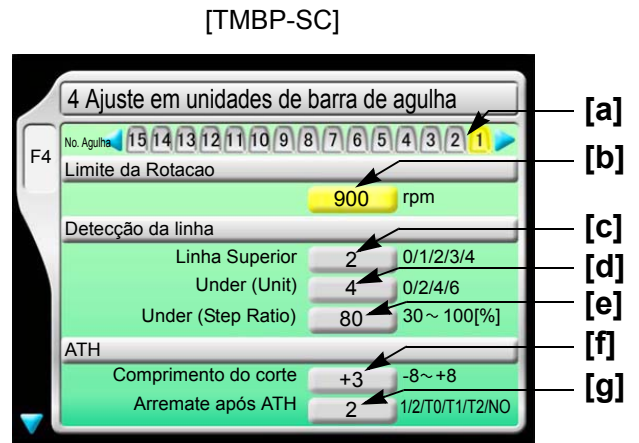 [TMBP-SC]
4 Ajuste em unidades de barra de agulha
F4
No. Agulha 15 14 13 12 11 10 9 8 7 6 5 4 3 2 1 [a]
Limite da Rotacao [b]
900 rpm
Detecção da linha
Linha Superior 2 0/1/2/3/4 [c]
Under (Unit) 4 0/2/4/6 [d]
Under (Step Ratio) 80 30～100[%] [e]
ATH [f]
Comprimento do corte +3 -8～+8
Arremate após ATH 2 1/2/T0/T1/T2/NO [g]